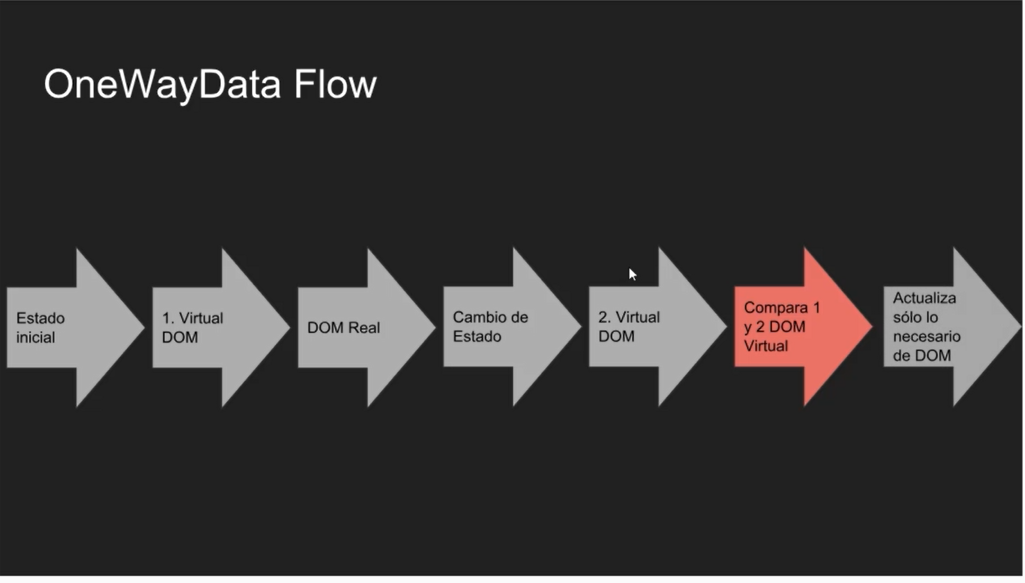 OneWayData Flow
Estado
inicial
1. Virtual
DOM
DOM Real
Cambio de
Estado
2. Virtual
DOM
Compara 1
y 2 DOM
Virtual
Actualiza
sólo lo
necesario
de DOM